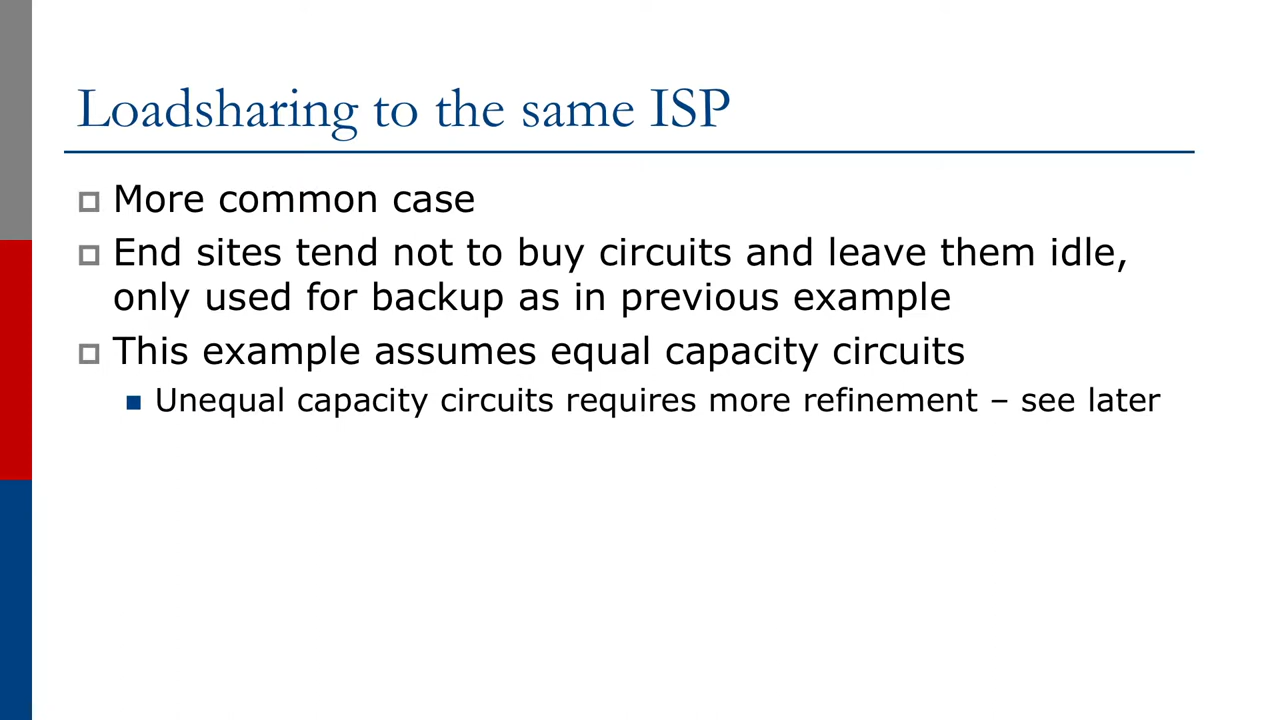 Loadsharing to the same ISP
More common case
End sites tend not to buy circuits and leave them idle,
only used for backup as in previous example
This example assumes equal capacity circuits
Unequal capacity circuits requires more refinement – see later